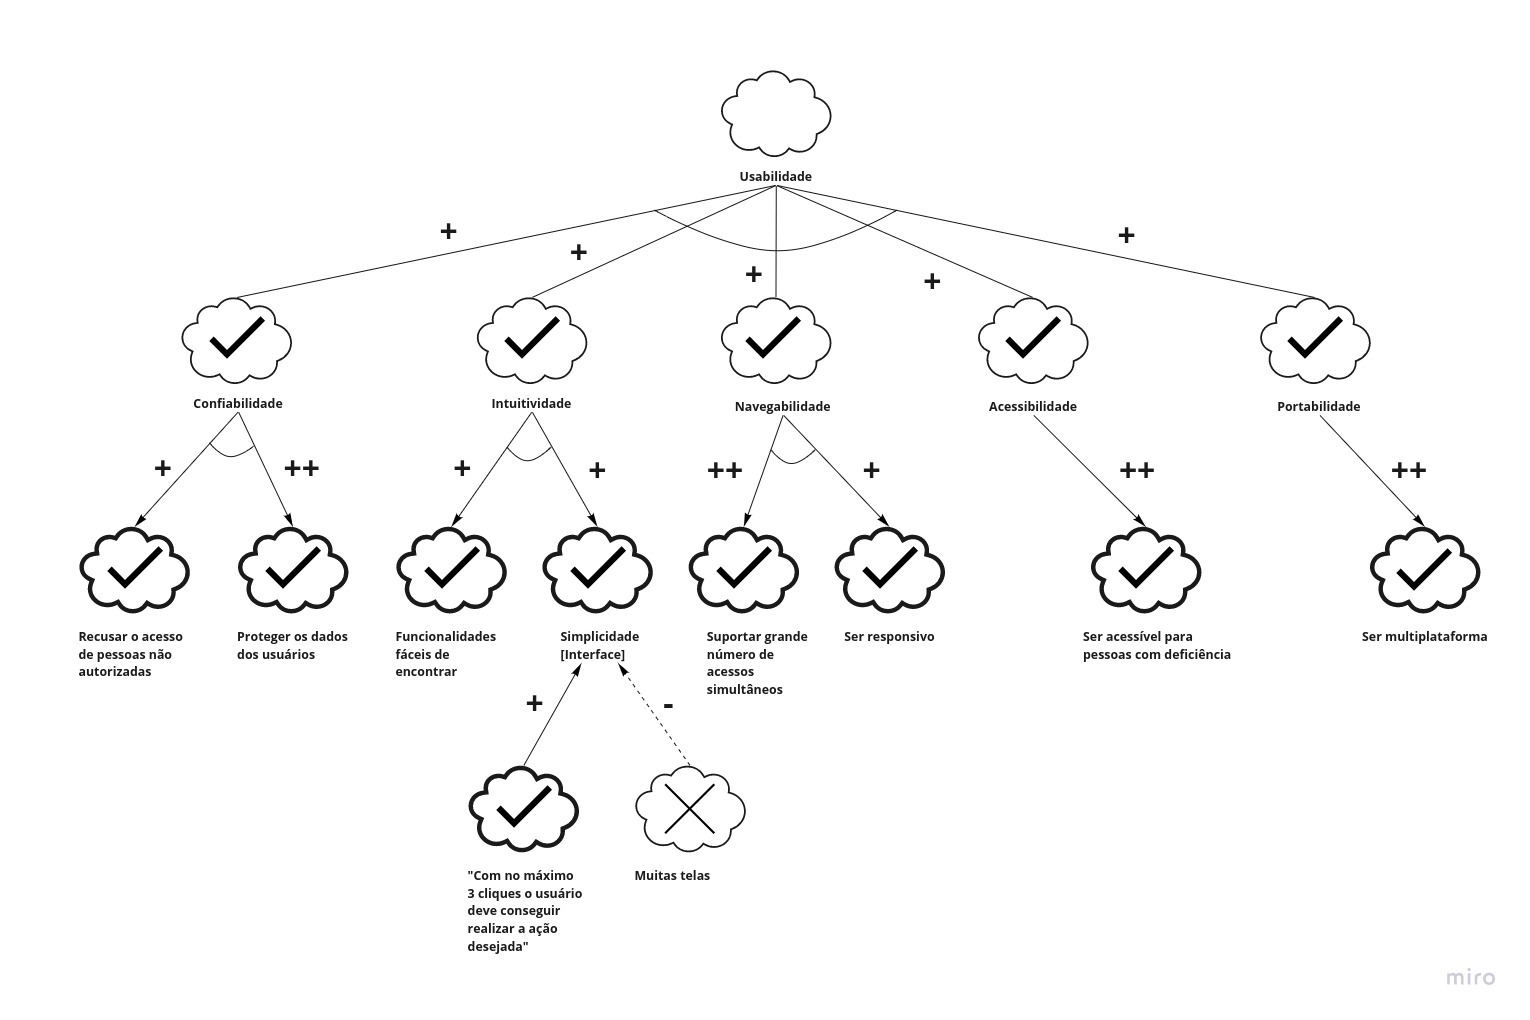 Usabilidade
+
+
+
+
+
Confiabilidade
Intuitividade
Navegabilidade
Acessibilidade
Portabilidade
+
++
+
+
++
+
++
++
Recusar o acesso
de pessoas não
autorizadas
Proteger os dados
dos usuários
Funcionalidades
fáceis de
encontrar
Simplicidade
[Interface]
Suportar grande
número de
acessos
simultâneos
Ser responsivo
Ser acessível para
pessoas com deficiência
Ser multiplataforma
+
-
"Com no máximo
3 cliques o usuário
deve conseguir
realizar a ação
desejada"
Muitas telas
miro